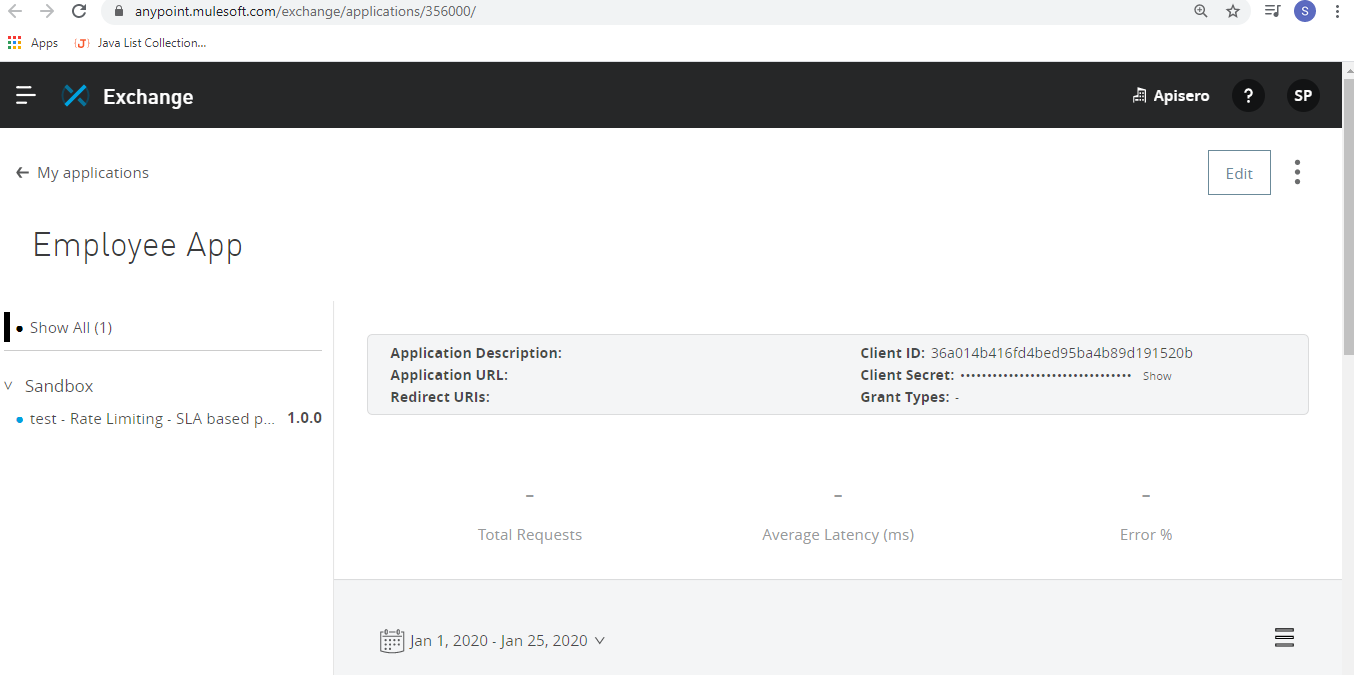 anypoint.mulesoft.com/exchange/applications/356000/
S
Apps
Java List Collection...
Exchange
Apisero
?
SP
My applications
Edit
Employee App
Show All (1)
Sandbox
test - Rate Limiting - SLA based p... 1.0.0
Application Description:
Application URL:
Redirect URIs:
Client ID: 36a014b416fd4bed95ba4b89d191520b
Client Secret: •••••••••••••••••••••••••••••••• Show
Grant Types: -
– – –
Total Requests Average Latency (ms) Error %
Jan 1, 2020 - Jan 25, 2020